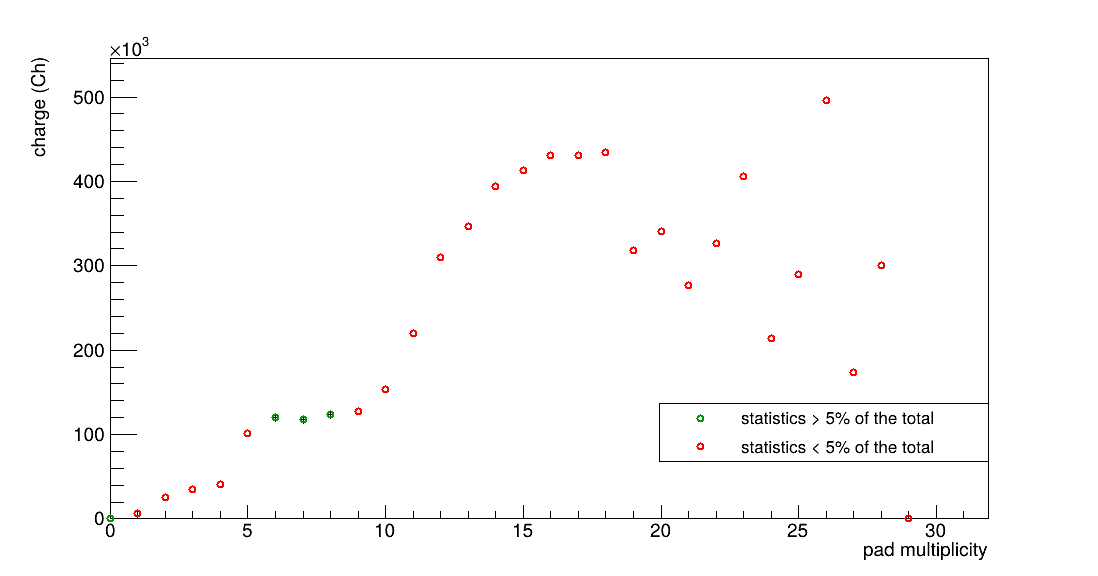 ×10³
charge (Ch)
500
400
300
200
100
0
0 5 10 15 20 25 30
pad multiplicity
statistics > 5% of the total
statistics < 5% of the total